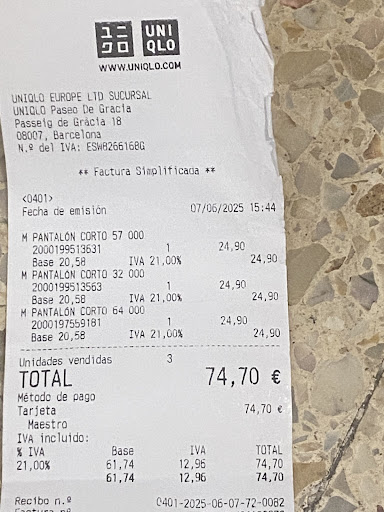 ユニ UNI
クロ QLO
WWW.UNIQLO.COM
UNIQLO EUROPE LTD SUCURSAL
UNIQLO Paseo De Gracia
Passeig de Gràcia 18
08007, Barcelona
N.º del IVA: ESW8266168G
** Factura Simplificada **
<0401>
Fecha de emisión 07/06/2025 15:44
M PANTALÓN CORTO 57 000
2000199513631 1 24,90
Base 20,58 IVA 21,00% 24,90
M PANTALÓN CORTO 32 000
2000199513563 1 24,90
Base 20,58 IVA 21,00% 24,90
M PANTALÓN CORTO 64 000
2000197559181 1 24,90
Base 20,58 IVA 21,00% 24,90
Unidades vendidas 3
TOTAL 74,70 €
Método de pago
Tarjeta 74,70 €
Maestro
IVA incluido:
% IVA Base IVA TOTAL
21,00% 61,74 12,96 74,70
61,74 12,96 74,70
Recibo n.º 0401-2025-06-07-72-0082
Factura nº